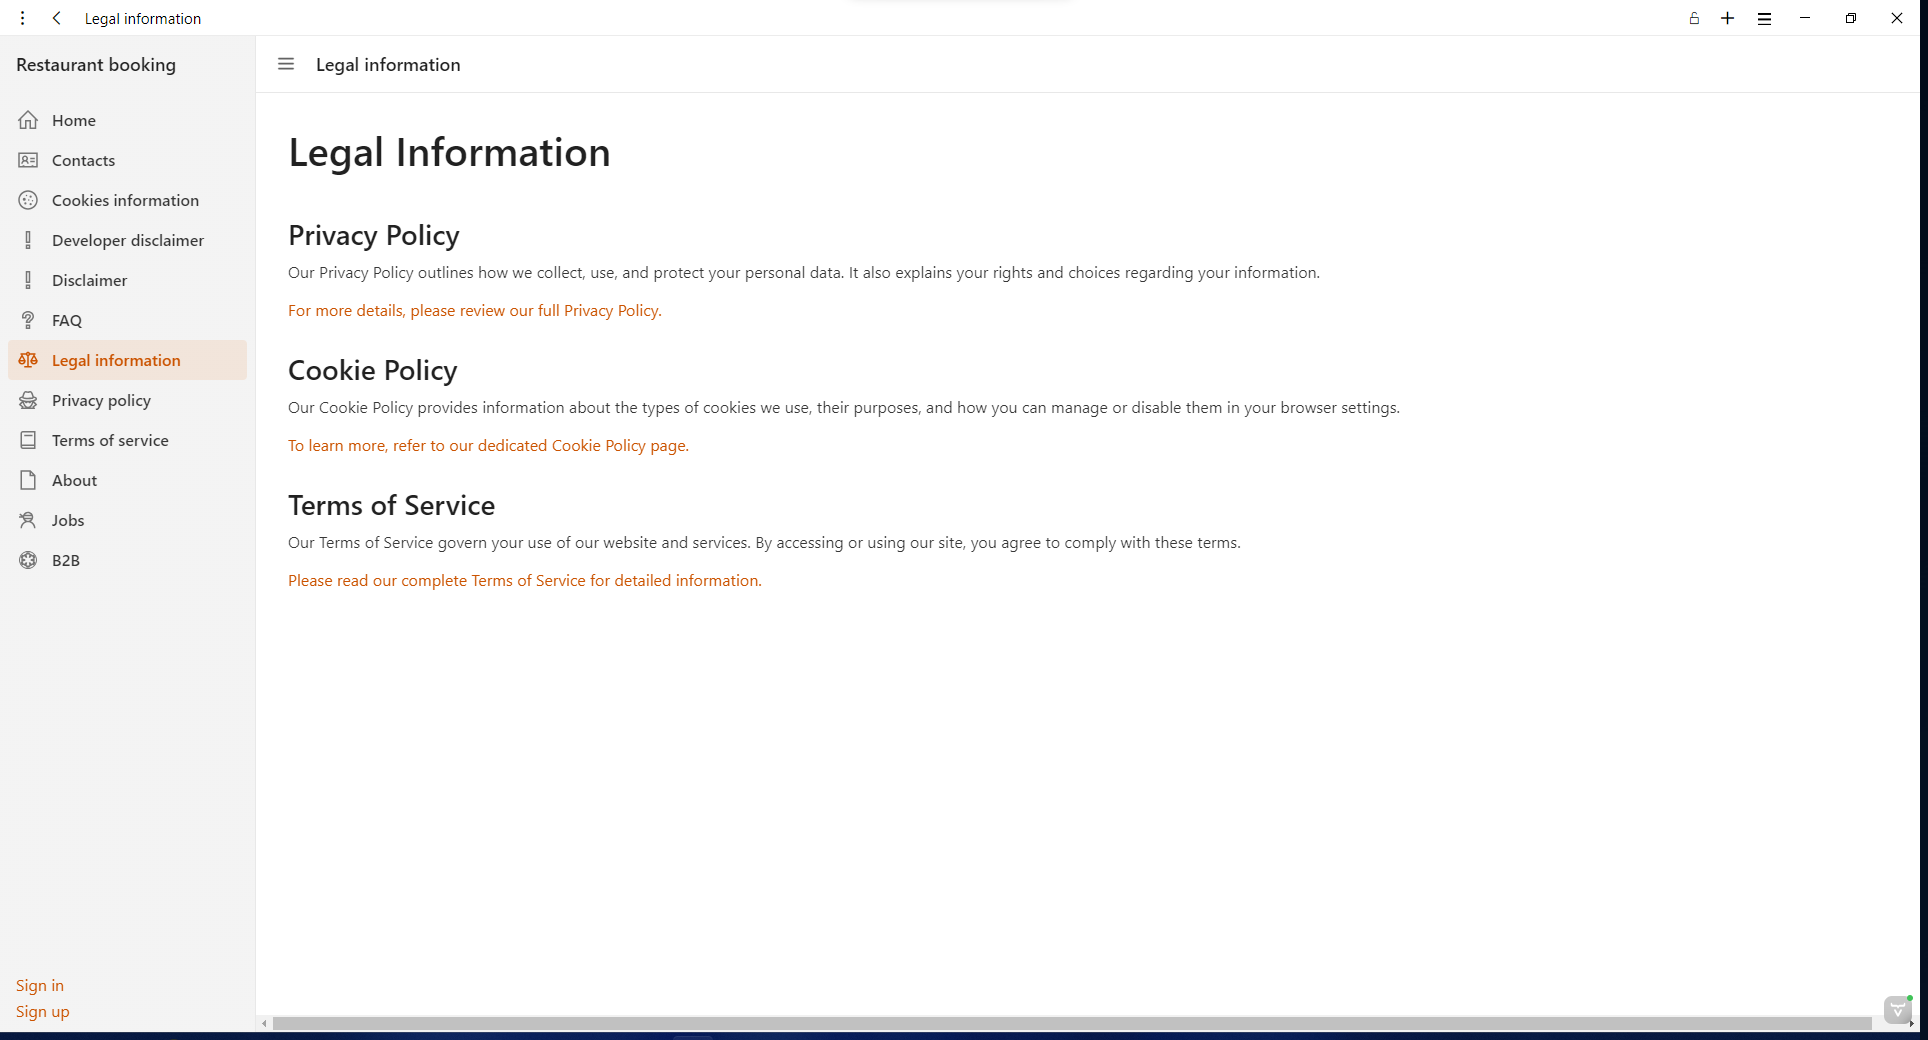 Legal information
Restaurant booking
Home
Contacts
Cookies information
Developer disclaimer
Disclaimer
FAQ
Legal information
Privacy policy
Terms of service
About
Jobs
B2B
Sign in
Sign up
Legal information
Legal Information
Privacy Policy
Our Privacy Policy outlines how we collect, use, and protect your personal data. It also explains your rights and choices regarding your information.
For more details, please review our full Privacy Policy.
Cookie Policy
Our Cookie Policy provides information about the types of cookies we use, their purposes, and how you can manage or disable them in your browser settings.
To learn more, refer to our dedicated Cookie Policy page.
Terms of Service
Our Terms of Service govern your use of our website and services. By accessing or using our site, you agree to comply with these terms.
Please read our complete Terms of Service for detailed information.